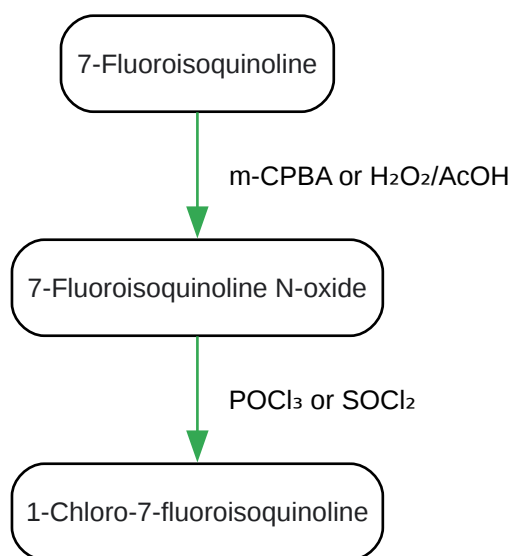 7-Fluoroisoquinoline
m-CPBA or H₂O₂/AcOH
7-Fluoroisoquinoline N-oxide
POCl₃ or SOCl₂
1-Chloro-7-fluoroisoquinoline